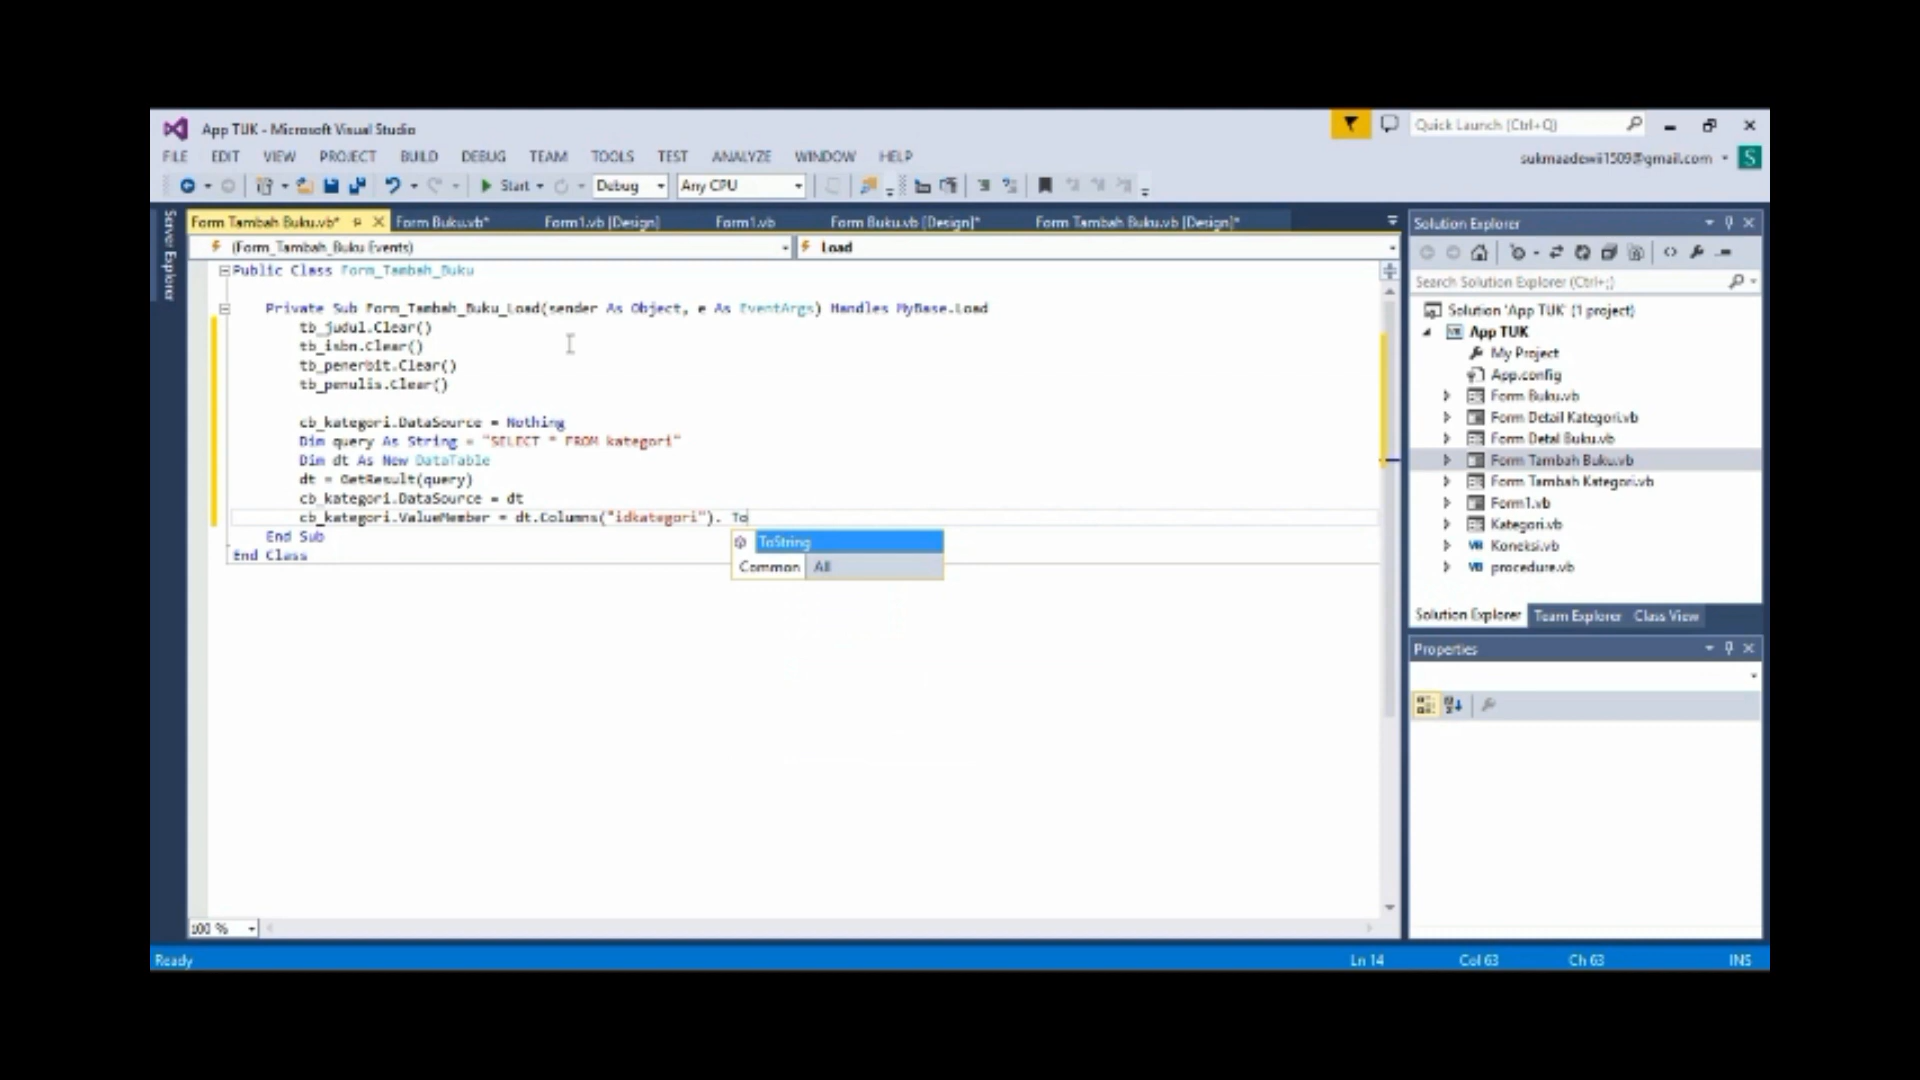 App TUK - Microsoft Visual Studio
Quick Launch (Ctrl+Q)
FILE EDIT VIEW PROJECT BUILD DEBUG TEAM TOOLS TEST ANALYZE WINDOW HELP
sukmaadewii1509@gmail.com S
Start Debug Any CPU
Server Explorer
Form Tambah Buku.vb* Form Buku.vb* Form1.vb [Design] Form1.vb Form Buku.vb [Design]* Form Tambah Buku.vb [Design]*
(Form_Tambah_Buku Events) Load
Public Class Form_Tambah_Buku
Private Sub Form_Tambah_Buku_Load(sender As Object, e As EventArgs) Handles MyBase.Load
tb_judul.Clear()
tb_isbn.Clear()
tb_penerbit.Clear()
tb_penulis.Clear()
cb_kategori.DataSource = Nothing
Dim query As String = "SELECT * FROM kategori"
Dim dt As New DataTable
dt = GetResult(query)
cb_kategori.DataSource = dt
cb_kategori.ValueMember = dt.Columns("idkategori"). To
End Sub
End Class
ToString
Common All
100 %
Solution Explorer
Search Solution Explorer (Ctrl+;)
Solution 'App TUK' (1 project)
App TUK
My Project
App.config
Form Buku.vb
Form Detail Kategori.vb
Form Detal Buku.vb
Form Tambah Buku.vb
Form Tambah Kategori.vb
Form1.vb
Kategori.vb
VB Koneksi.vb
VB procedure.vb
Solution Explorer Team Explorer Class View
Properties
Ready Ln 14 Col 63 Ch 63 INS